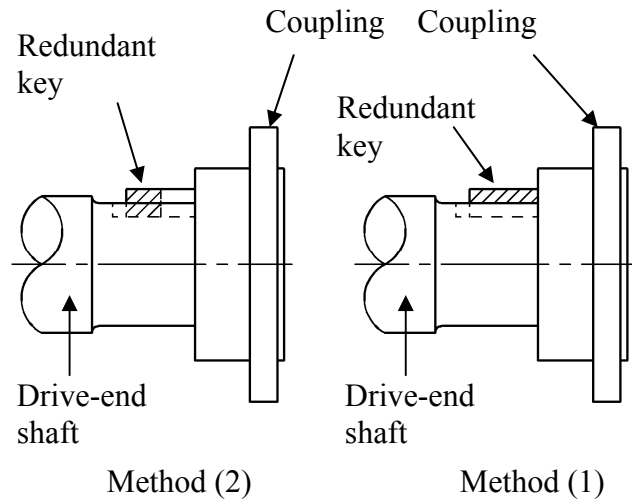 Redundant
key
Coupling
Drive-end
shaft
Method (2)
Coupling
Redundant
key
Drive-end
shaft
Method (1)